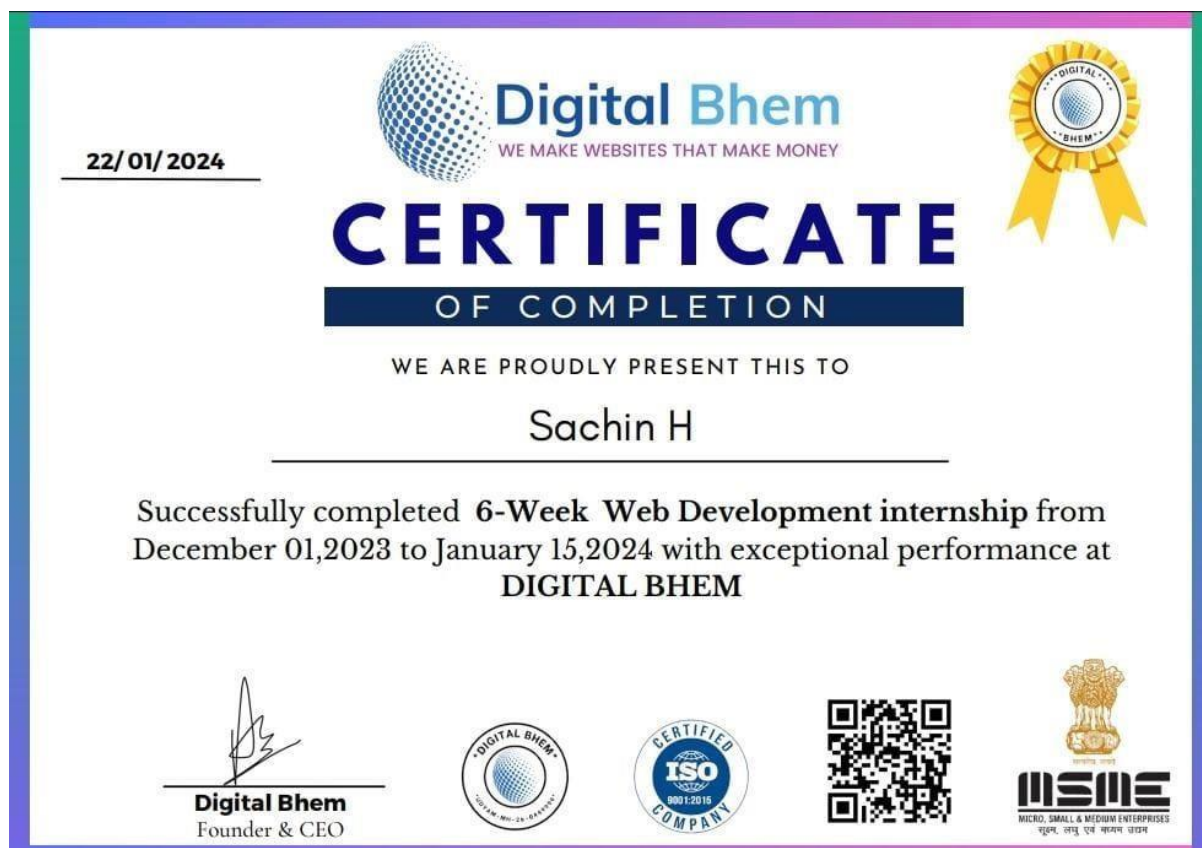 Digital Bhem
WE MAKE WEBSITES THAT MAKE MONEY
22/01/2024
DIGITAL
BHEM
CERTIFICATE
OF COMPLETION
WE ARE PROUDLY PRESENT THIS TO
Sachin H
Successfully completed 6-Week Web Development internship from
December 01,2023 to January 15,2024 with exceptional performance at
DIGITAL BHEM
Digital Bhem
Founder & CEO
DIGITAL BHEM
CERTIFIED
ISO
9001:2015
COMPANY
सत्यमेव जयते
MSME
MICRO, SMALL & MEDIUM ENTERPRISES
सूक्ष्म, लघु एवं मध्यम उद्यम